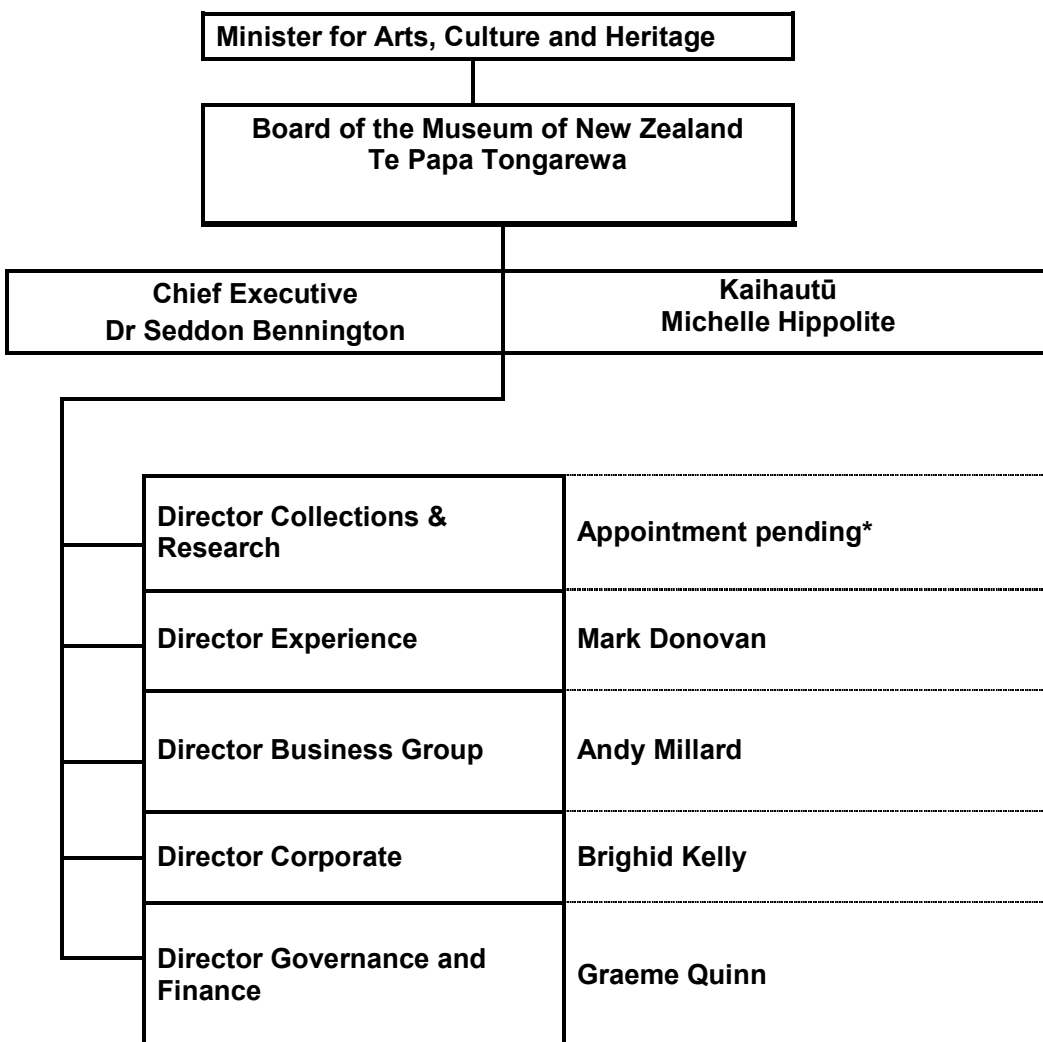 Minister for Arts, Culture and Heritage
Board of the Museum of New Zealand
Te Papa Tongarewa
Chief Executive
Dr Seddon Bennington
Kaihautū
Michelle Hippolite
Director Collections &
Research
Appointment pending*
Director Experience
Mark Donovan
Director Business Group
Andy Millard
Director Corporate
Brighid Kelly
Director Governance and
Finance
Graeme Quinn